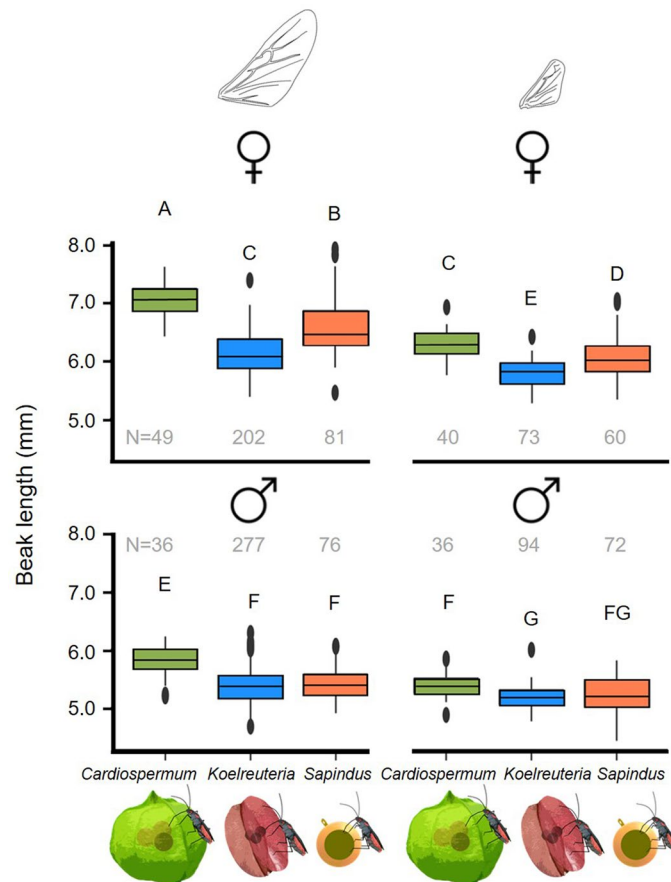 A
B
C
C
D
E
8.0
7.0
6.0
5.0
N=49 202 81 40 73 60
Beak length (mm)
8.0
N=36 277 76 36 94 72
7.0
E F F F G FG
6.0
5.0
Cardiospermum Koelreuteria Sapindus Cardiospermum Koelreuteria Sapindus